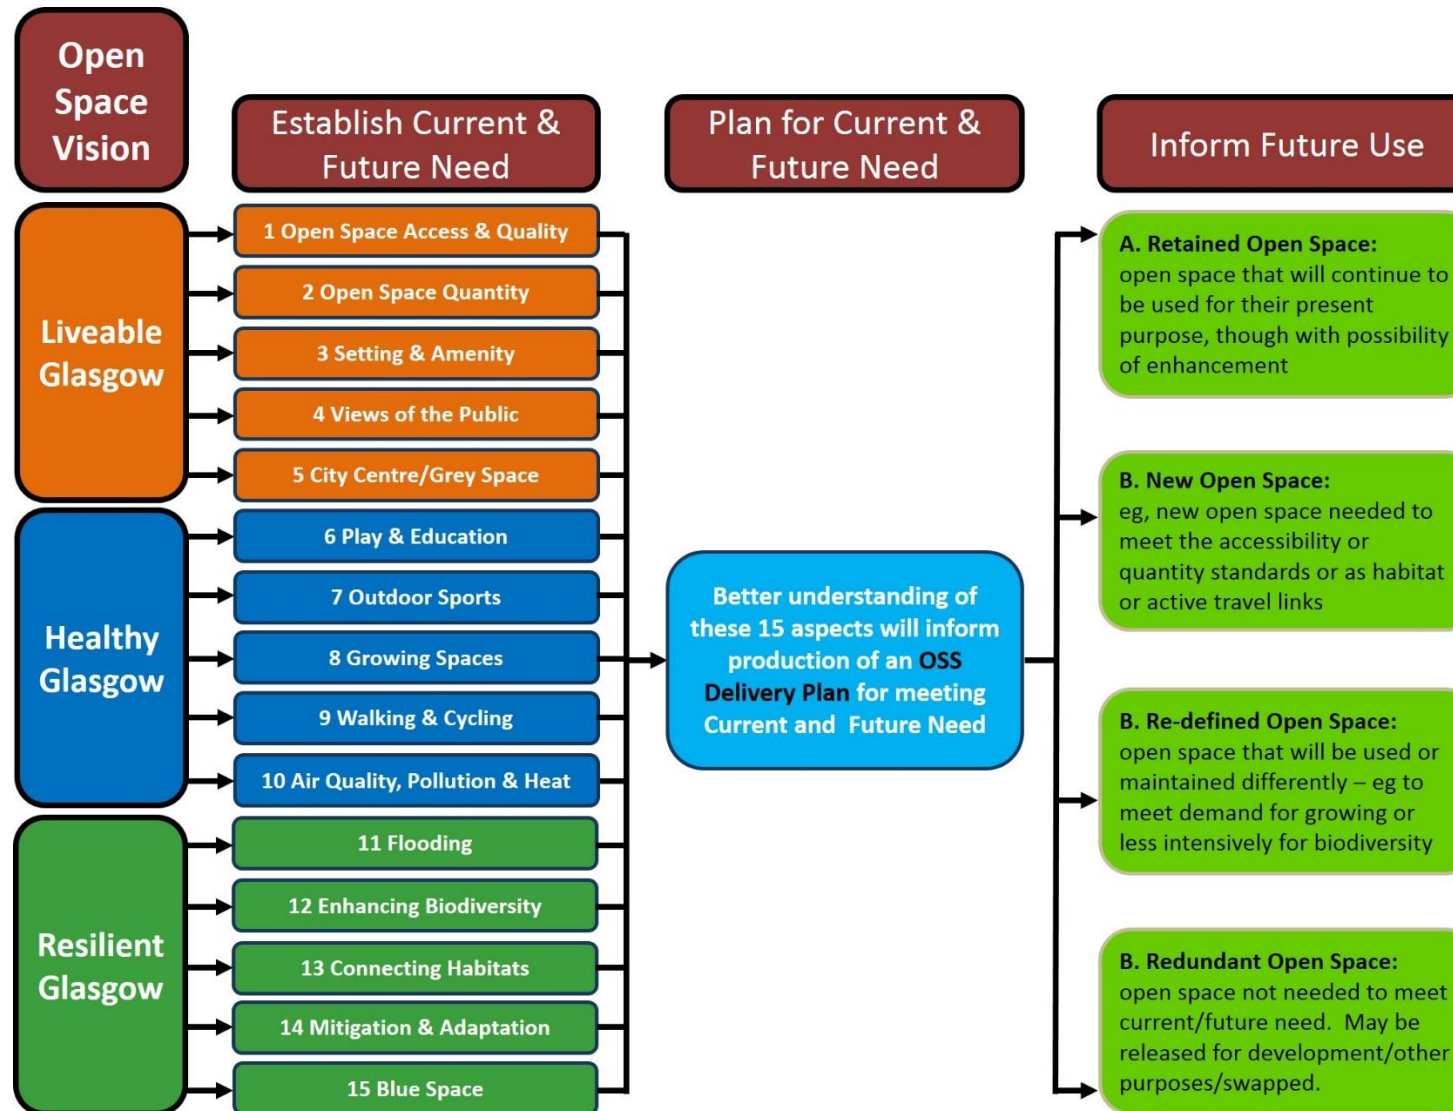 Open
Space
Vision
Establish Current &
Future Need
Plan for Current &
Future Need
Inform Future Use
Liveable
Glasgow
1 Open Space Access & Quality
2 Open Space Quantity
3 Setting & Amenity
4 Views of the Public
5 City Centre/Grey Space
Healthy
Glasgow
6 Play & Education
7 Outdoor Sports
8 Growing Spaces
9 Walking & Cycling
10 Air Quality, Pollution & Heat
Resilient
Glasgow
11 Flooding
12 Enhancing Biodiversity
13 Connecting Habitats
14 Mitigation & Adaptation
15 Blue Space
Better understanding of
these 15 aspects will inform
production of an OSS
Delivery Plan for meeting
Current and Future Need
A. Retained Open Space:
open space that will continue to
be used for their present
purpose, though with possibility
of enhancement
B. New Open Space:
eg, new open space needed to
meet the accessibility or
quantity standards or as habitat
or active travel links
B. Re-defined Open Space:
open space that will be used or
maintained differently – eg to
meet demand for growing or
less intensively for biodiversity
B. Redundant Open Space:
open space not needed to meet
current/future need. May be
released for development/other
purposes/swapped.